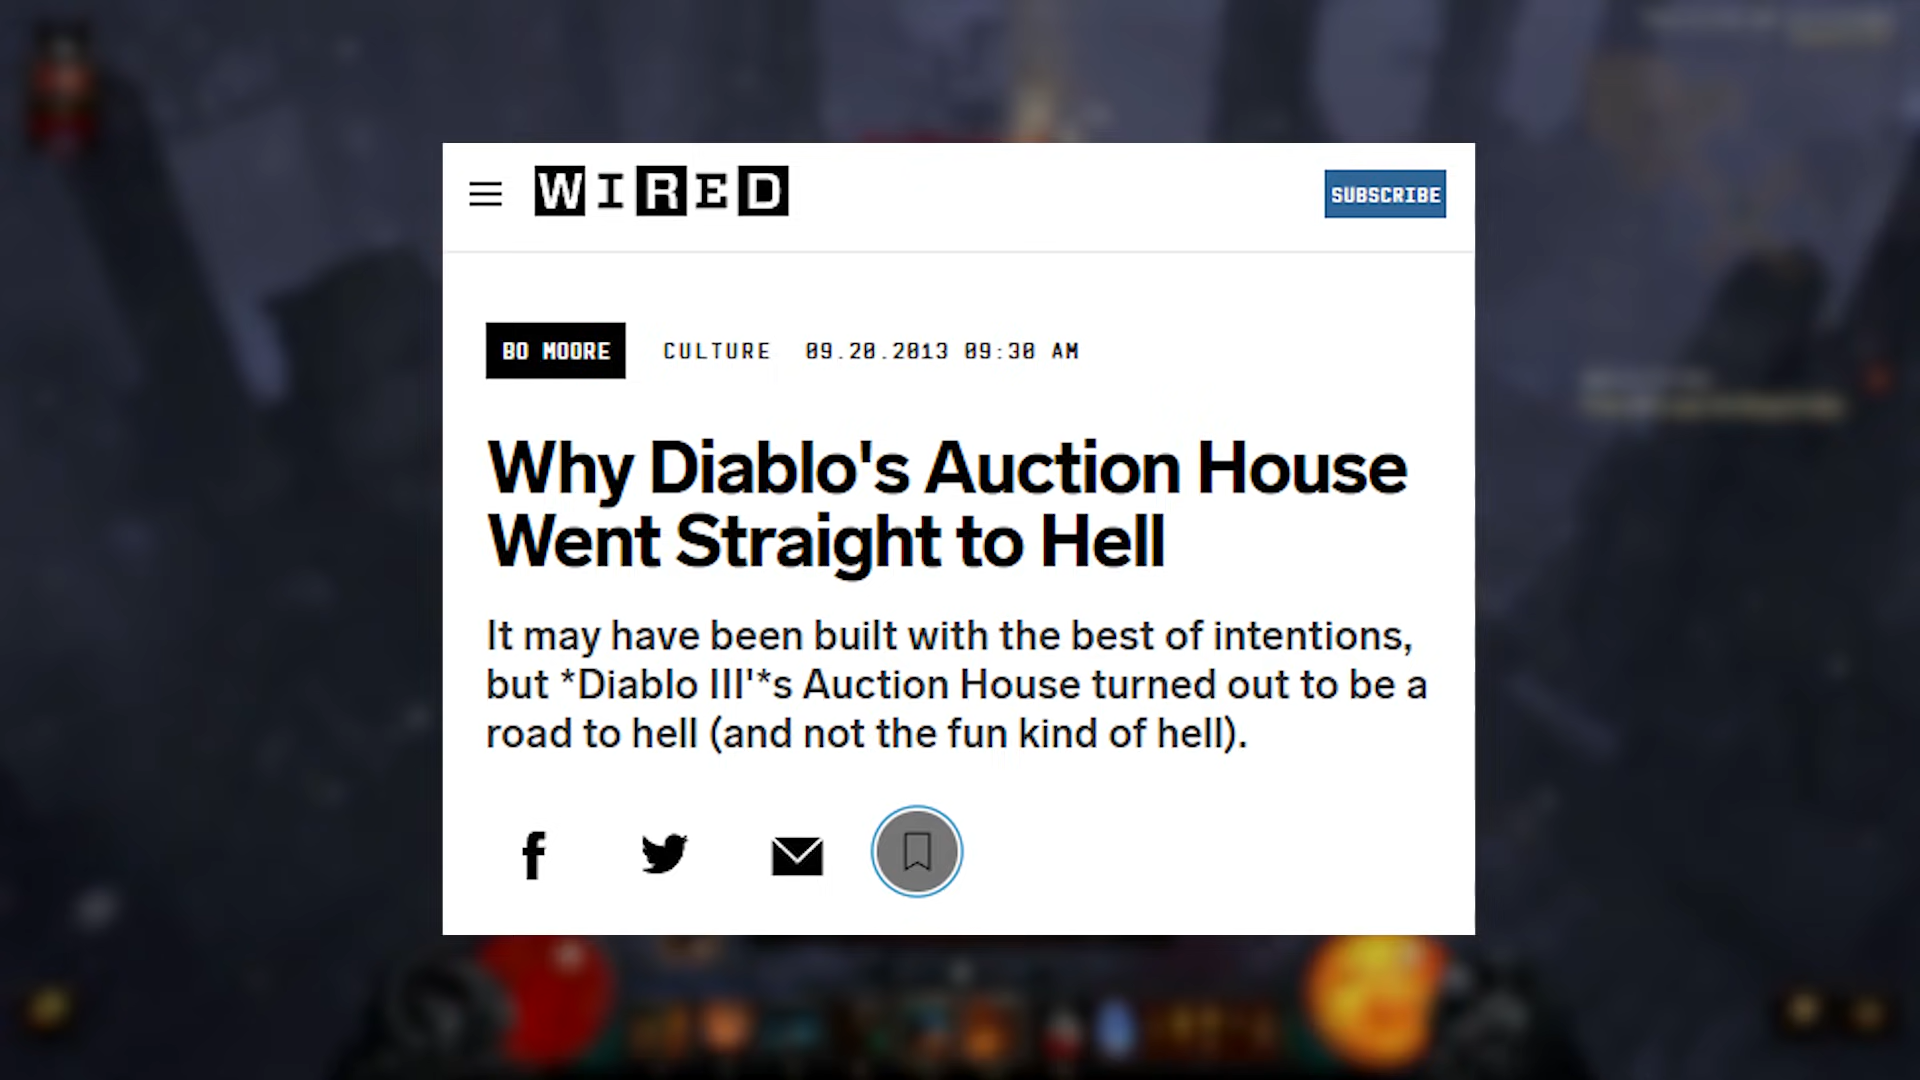 WIRED
SUBSCRIBE
BO MOORE CULTURE 09.20.2013 09:30 AM
Why Diablo's Auction House
Went Straight to Hell
It may have been built with the best of intentions,
but *Diablo III'*s Auction House turned out to be a
road to hell (and not the fun kind of hell).